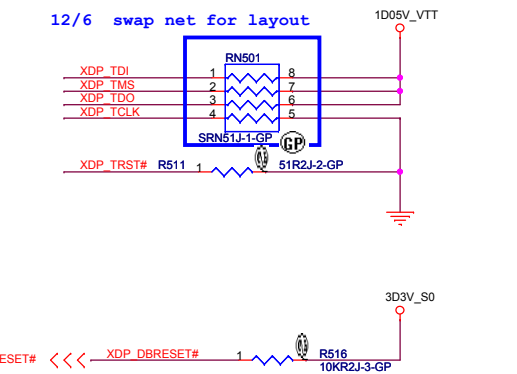 12/6 swap net for layout
1D05V_VTT
RN501
XDP_TDI 1 8
XDP_TMS 2 7
XDP_TDO 3 6
XDP_TCLK 4 5
SRN51J-1-GP GP
XDP_TRST# R511 1 51R2J-2-GP
3D3V_S0
ESET# XDP_DBRESET# 1 R516
10KR2J-3-GP